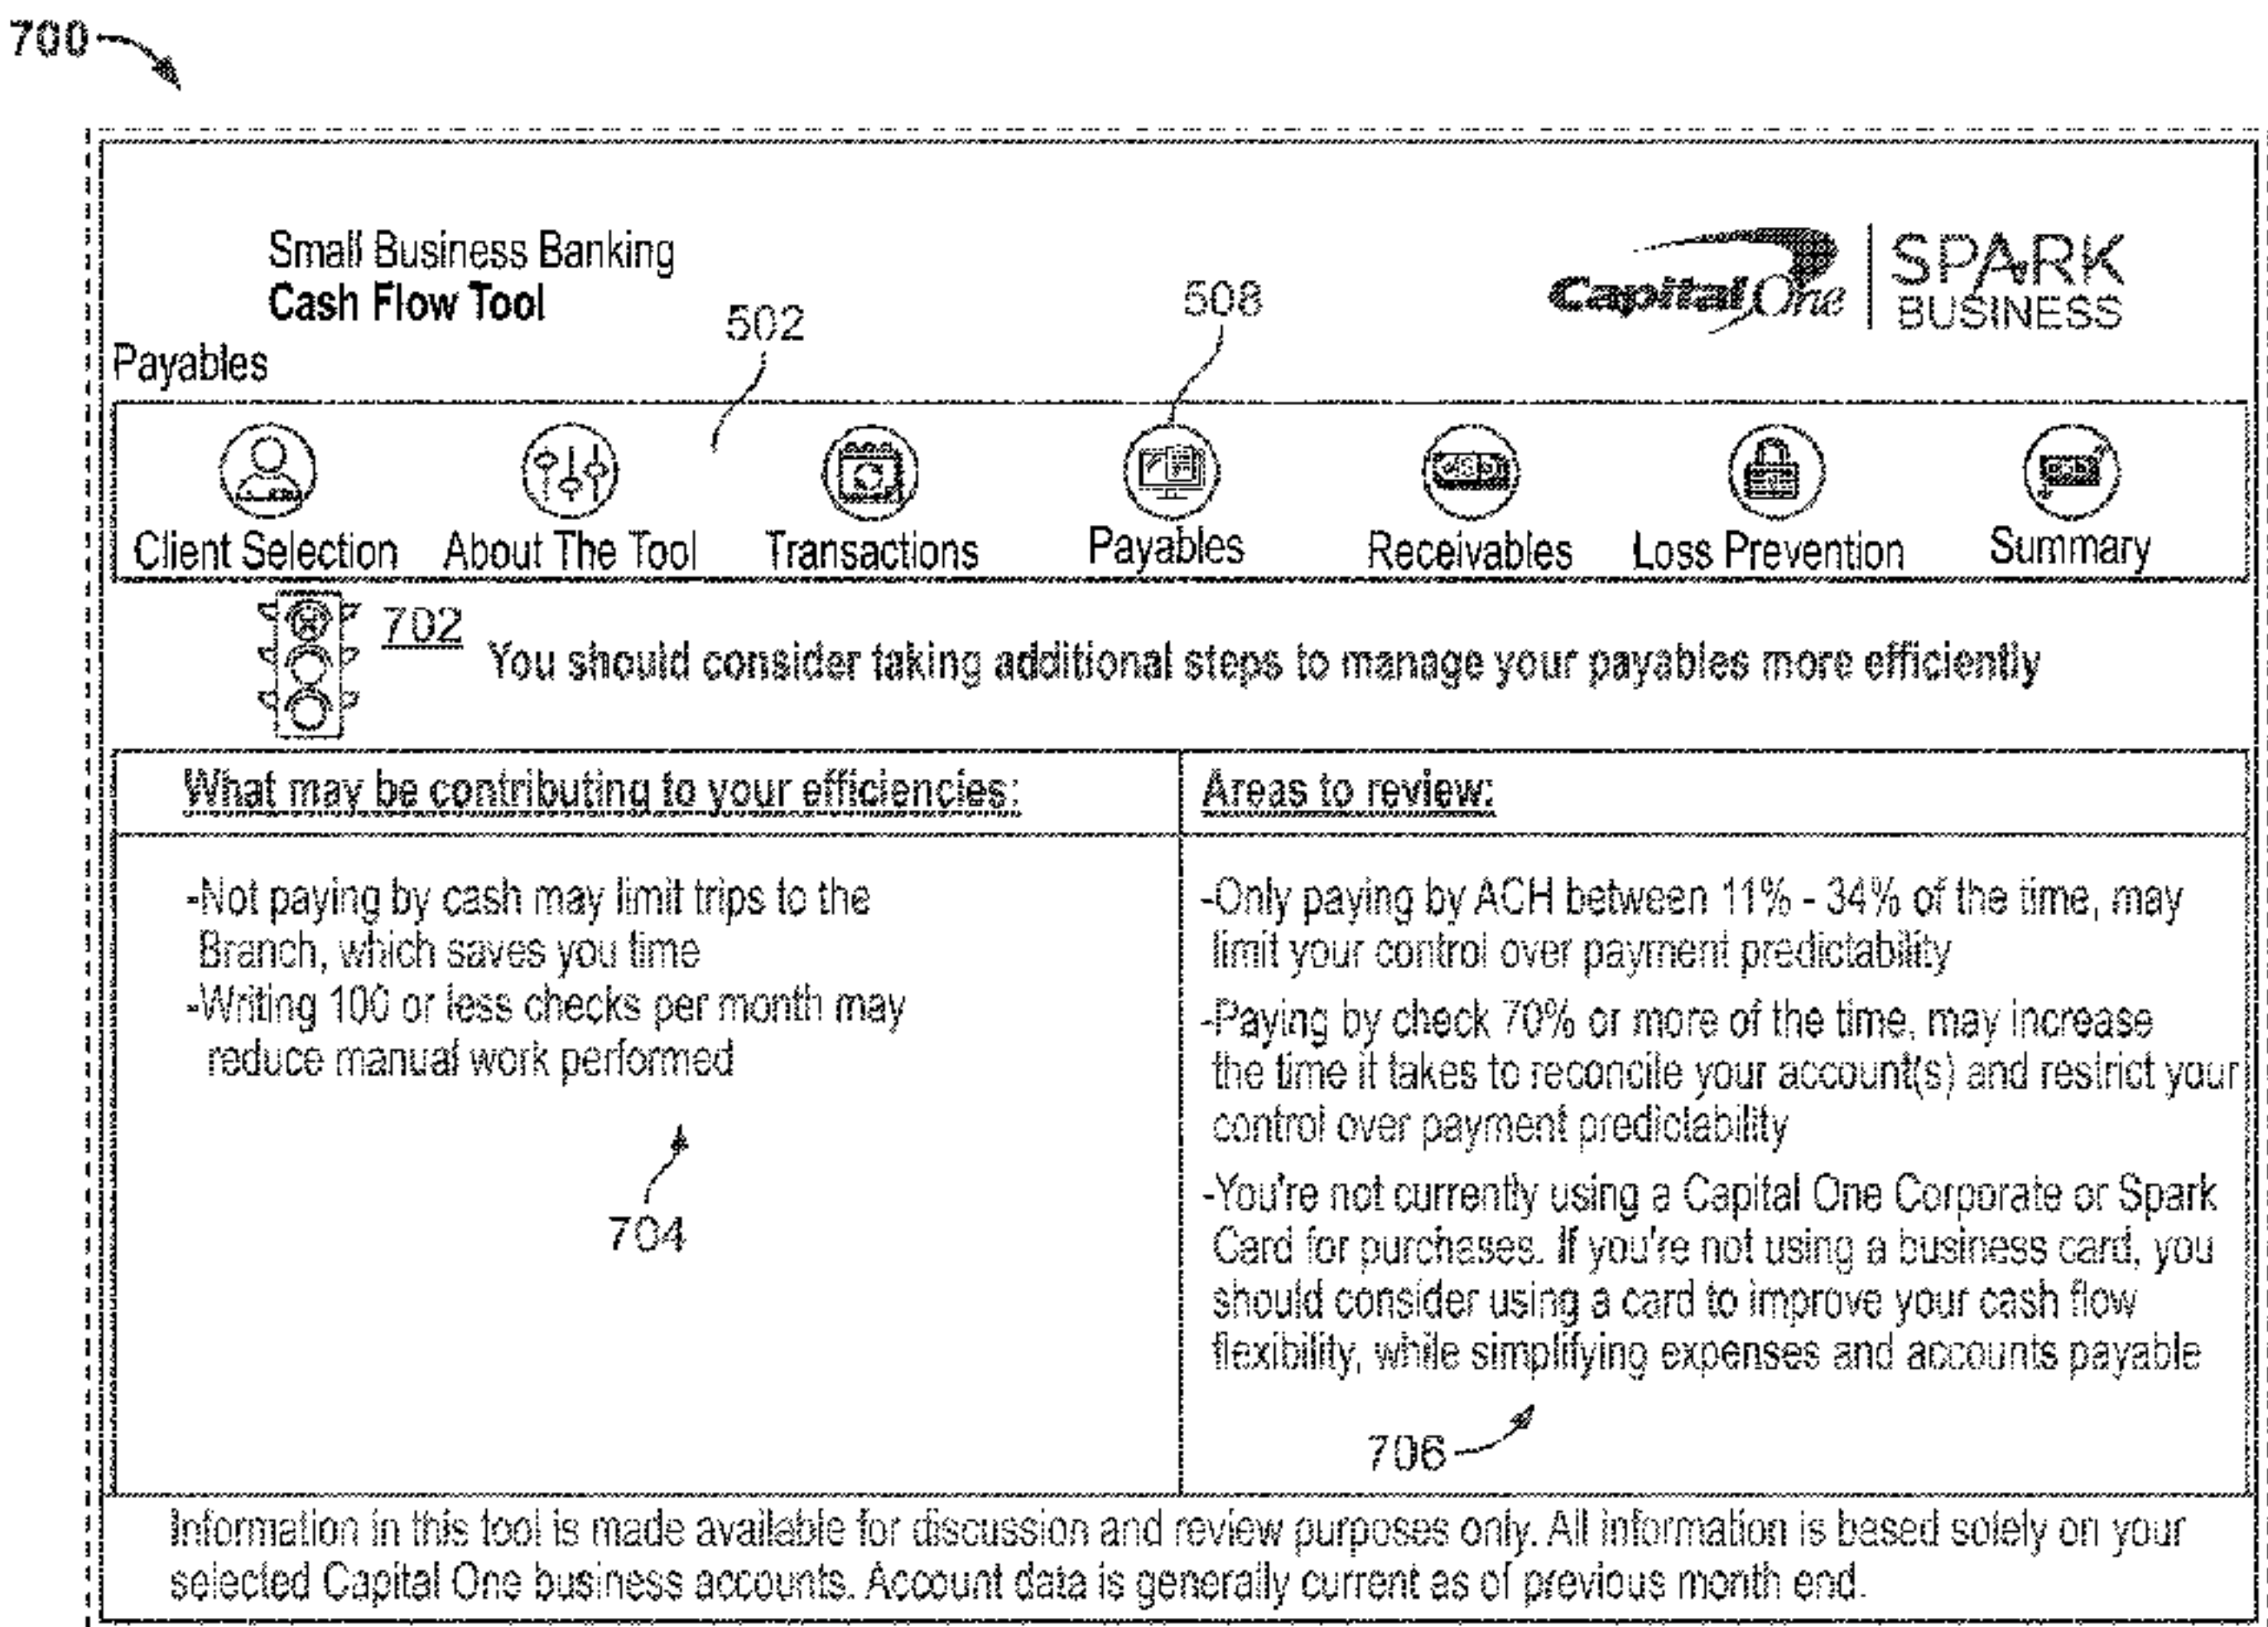 700
Small Business Banking
Cash Flow Tool
Capital One
SPARK
BUSINESS
502
508
Payables
Client Selection About The Tool Transactions Payables Receivables Loss Prevention Summary
702
You should consider taking additional steps to manage your payables more efficiently
What may be contributing to your efficiencies:
-Not paying by cash may limit trips to the
Branch, which saves you time
-Writing 100 or less checks per month may
reduce manual work performed
704
Areas to review:
-Only paying by ACH between 11% - 34% of the time, may
limit your control over payment predictability
-Paying by check 70% or more of the time, may increase
the time it takes to reconcile your account(s) and restrict your
control over payment predictability
-You're not currently using a Capital One Corporate or Spark
Card for purchases. If you're not using a business card, you
should consider using a card to improve your cash flow
flexibility, while simplifying expenses and accounts payable
706
Information in this tool is made available for discussion and review purposes only. All information is based solely on your
selected Capital One business accounts. Account data is generally current as of previous month end.